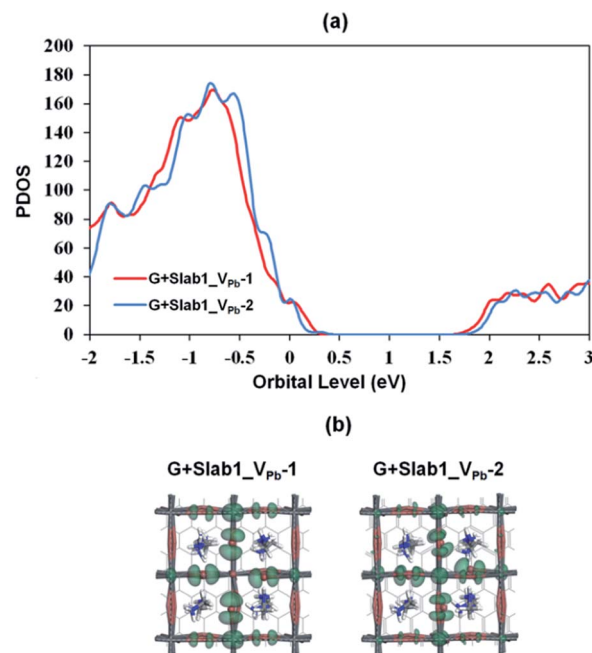 (a)
200
180
160
140
120
100
80
60
40
20
0
PDOS
G+Slab1_VPb-1
G+Slab1_VPb-2
-2 -1.5 -1 -0.5 0 0.5 1 1.5 2 2.5 3
Orbital Level (eV)
(b)
G+Slab1_VPb-1 G+Slab1_VPb-2